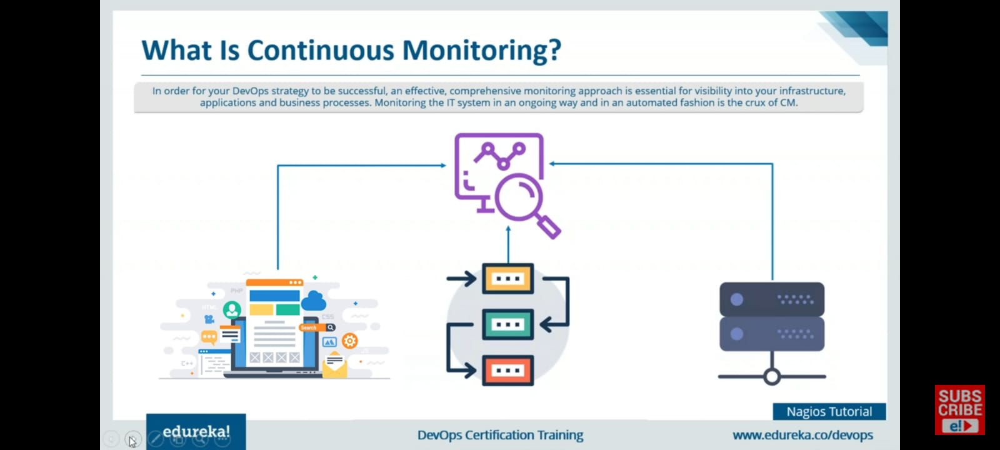 What Is Continuous Monitoring?
In order for your DevOps strategy to be successful, an effective, comprehensive monitoring approach is essential for visibility into your infrastructure,
applications and business processes. Monitoring the IT system in an ongoing way and in an automated fashion is the crux of CM.
PHP
HTML
CSS
Search
C++
JS
Nagios Tutorial
edureka!
DevOps Certification Training
www.edureka.co/devops
SUBS
CRIBE
e!